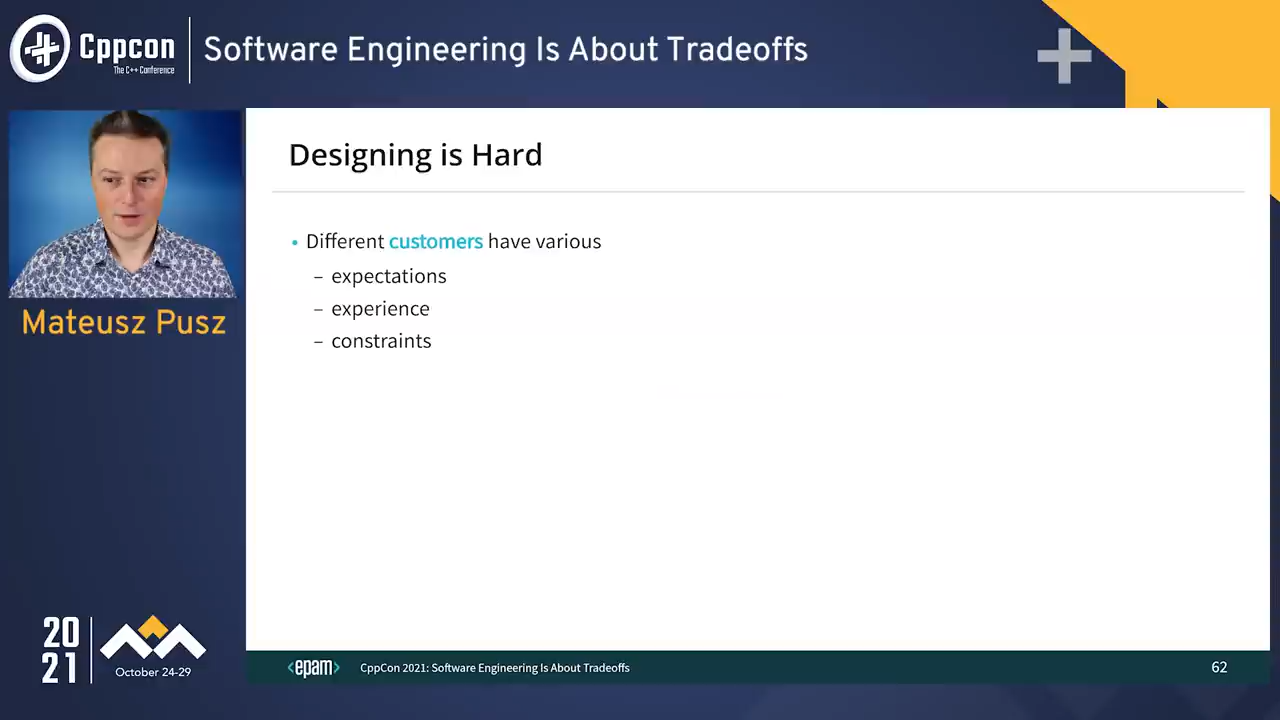 Cppcon
The C++ Conference
Software Engineering Is About Tradeoffs
Mateusz Pusz
Designing is Hard
• Different customers have various
– expectations
– experience
– constraints
20
21
October 24-29
<epam>
CppCon 2021: Software Engineering Is About Tradeoffs
62